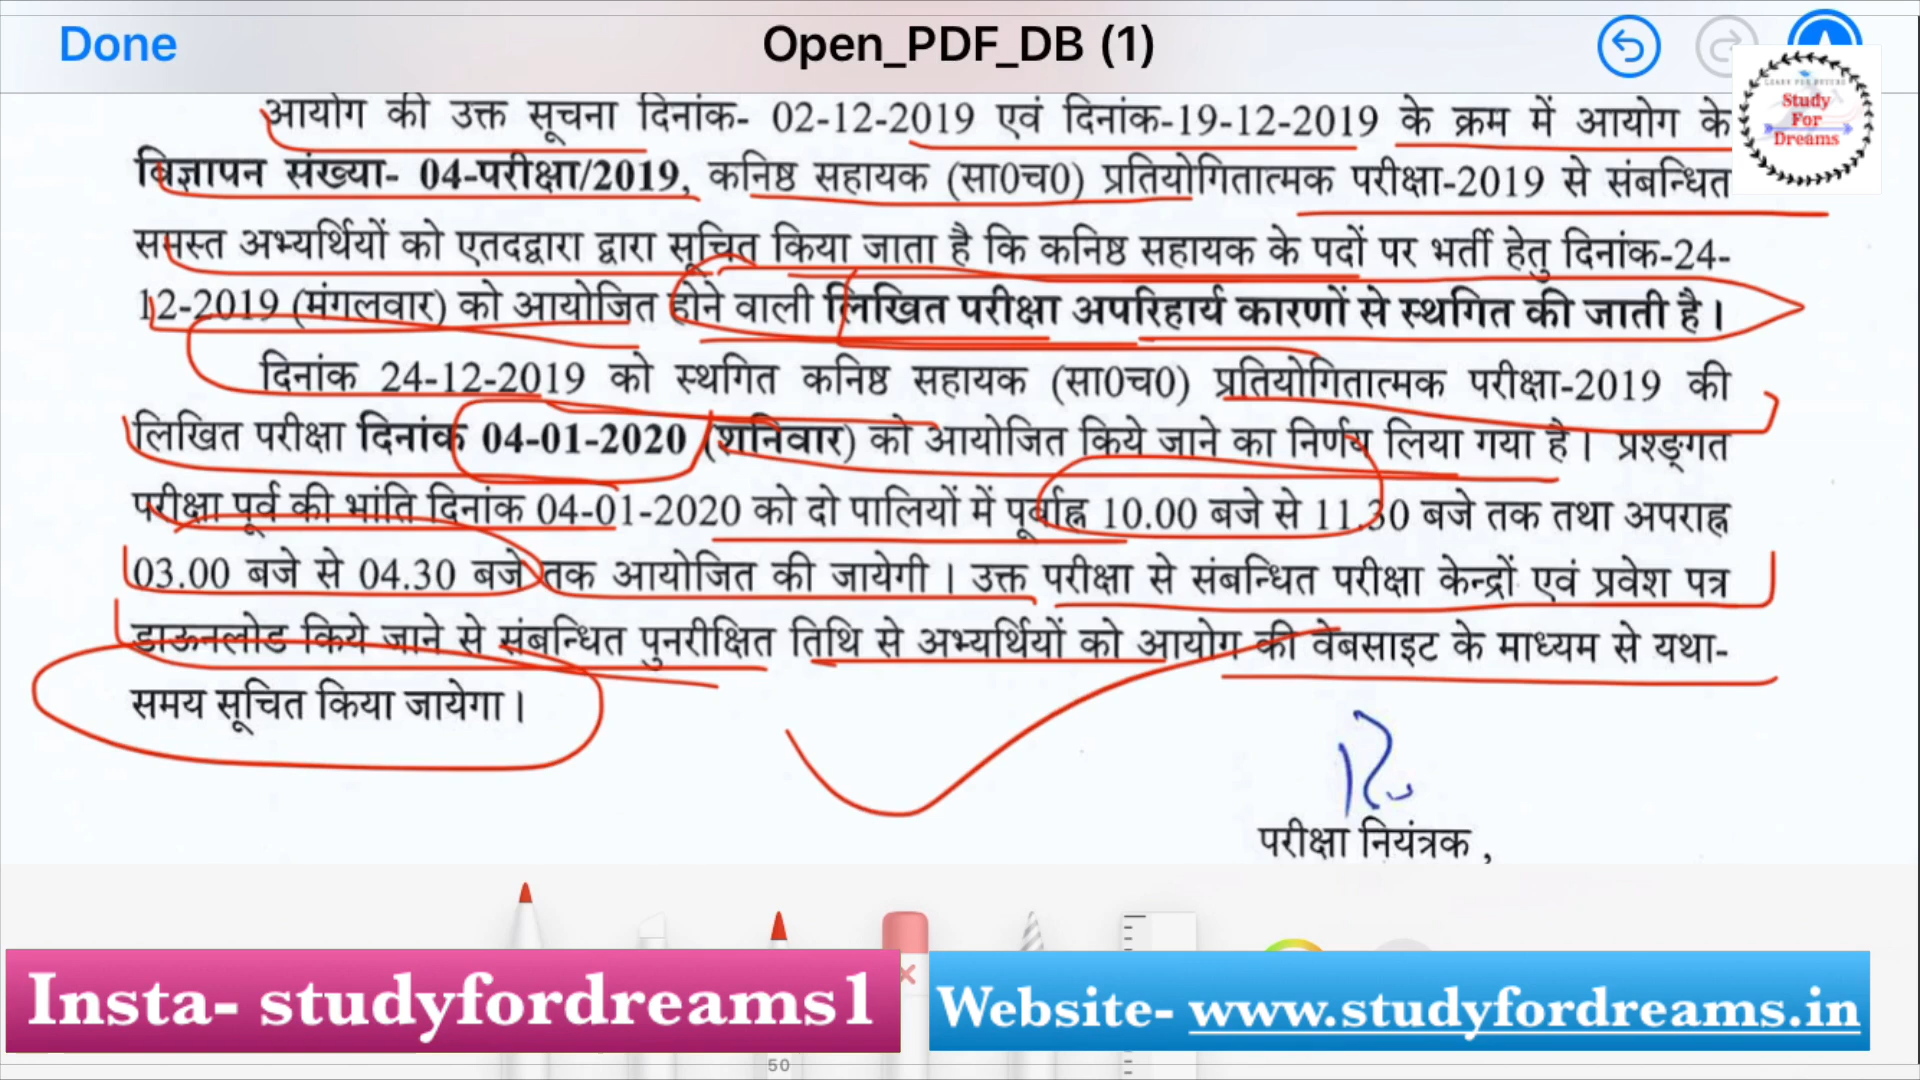 Done
Open_PDF_DB (1)
Study
For
Dreams
आयोग की उक्त सूचना दिनांक- 02-12-2019 एवं दिनांक-19-12-2019 के क्रम में आयोग के
विज्ञापन संख्या- 04-परीक्षा/2019, कनिष्ठ सहायक (सा0च0) प्रतियोगितात्मक परीक्षा-2019 से संबन्धित
समस्त अभ्यर्थियों को एतदद्वारा द्वारा सूचित किया जाता है कि कनिष्ठ सहायक के पदों पर भर्ती हेतु दिनांक-24-
12-2019 (मंगलवार) को आयोजित होने वाली लिखित परीक्षा अपरिहार्य कारणों से स्थगित की जाती है।
दिनांक 24-12-2019 को स्थगित कनिष्ठ सहायक (सा0च0) प्रतियोगितात्मक परीक्षा-2019 की
लिखित परीक्षा दिनांक 04-01-2020 (शनिवार) को आयोजित किये जाने का निर्णय लिया गया है। प्रश्ङ्गत
परीक्षा पूर्व की भांति दिनांक 04-01-2020 को दो पालियों में पूर्वाह्न 10.00 बजे से 11.30 बजे तक तथा अपराह्न
03.00 बजे से 04.30 बजे तक आयोजित की जायेगी। उक्त परीक्षा से संबन्धित परीक्षा केन्द्रों एवं प्रवेश पत्र
डाऊनलोड किये जाने से संबन्धित पुनरीक्षित तिथि से अभ्यर्थियों को आयोग की वेबसाइट के माध्यम से यथा-
समय सूचित किया जायेगा।
परीक्षा नियंत्रक,
Insta- studyfordreams1
Website- www.studyfordreams.in
50